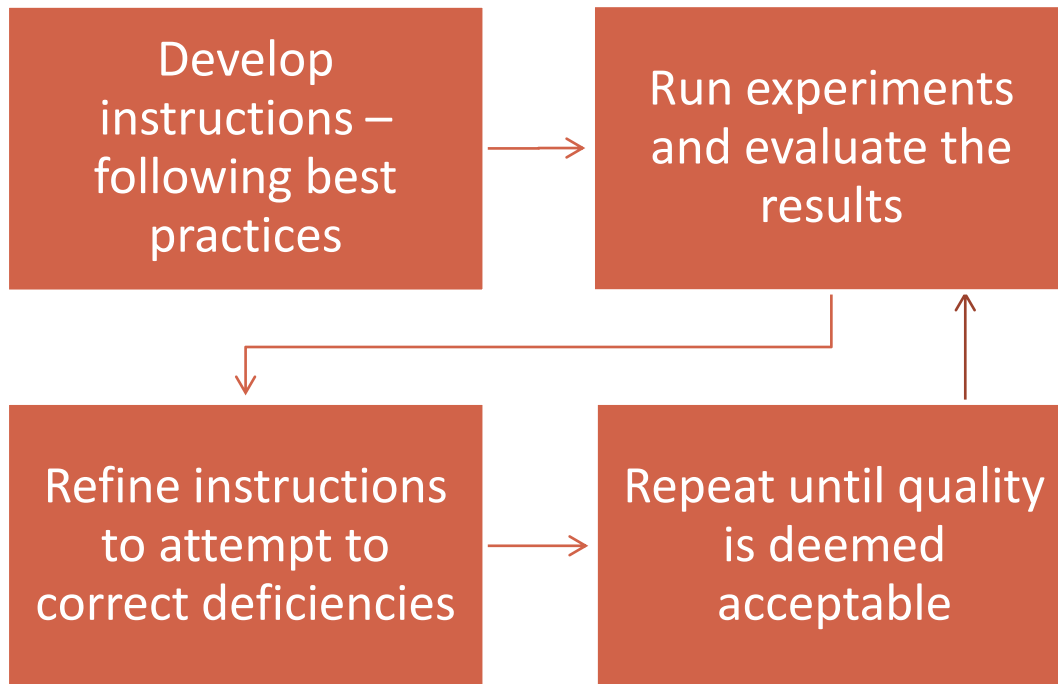 Develop
instructions –
following best
practices
Run experiments
and evaluate the
results
Refine instructions
to attempt to
correct deficiencies
Repeat until quality
is deemed
acceptable